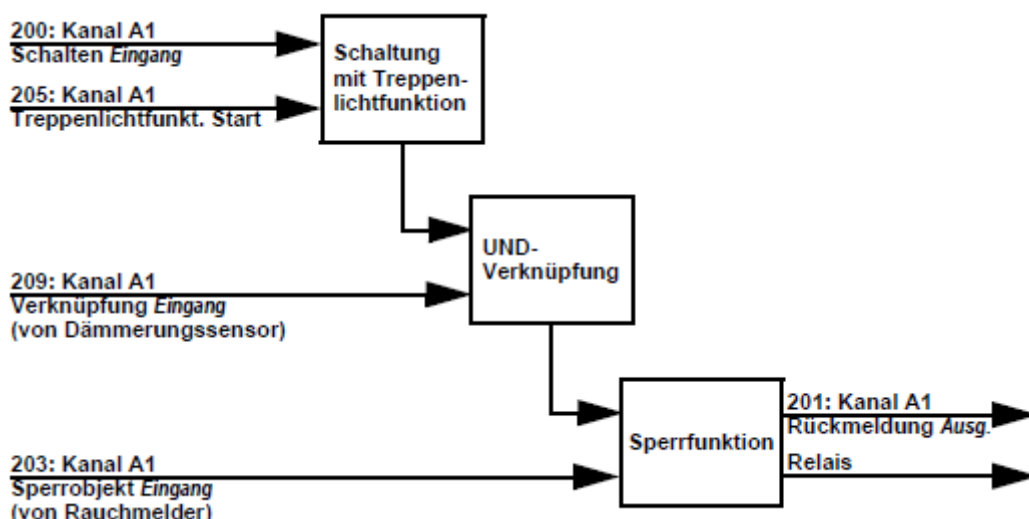 200: Kanal A1
Schalten Eingang
205: Kanal A1
Treppenlichtfunkt. Start
Schaltung
mit Treppen-
lichtfunktion
UND-
Verknüpfung
209: Kanal A1
Verknüpfung Eingang
(von Dämmerungssensor)
Sperrfunktion
201: Kanal A1
Rückmeldung Ausg.
Relais
203: Kanal A1
Sperrobjekt Eingang
(von Rauchmelder)